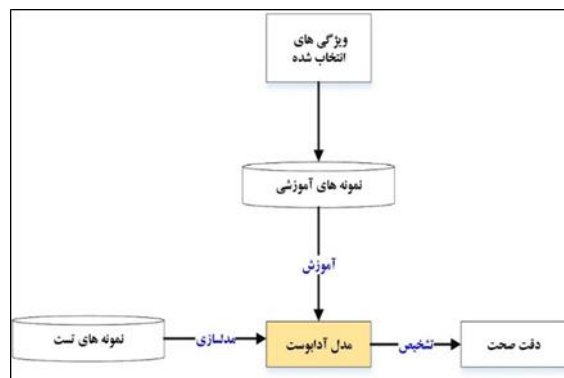 ویژگی های
انتخاب شده
نمونه های آموزشی
آموزش
نمونه های تست
مدلسازی
مدل آدابوست
تشخیص
دقت صحت